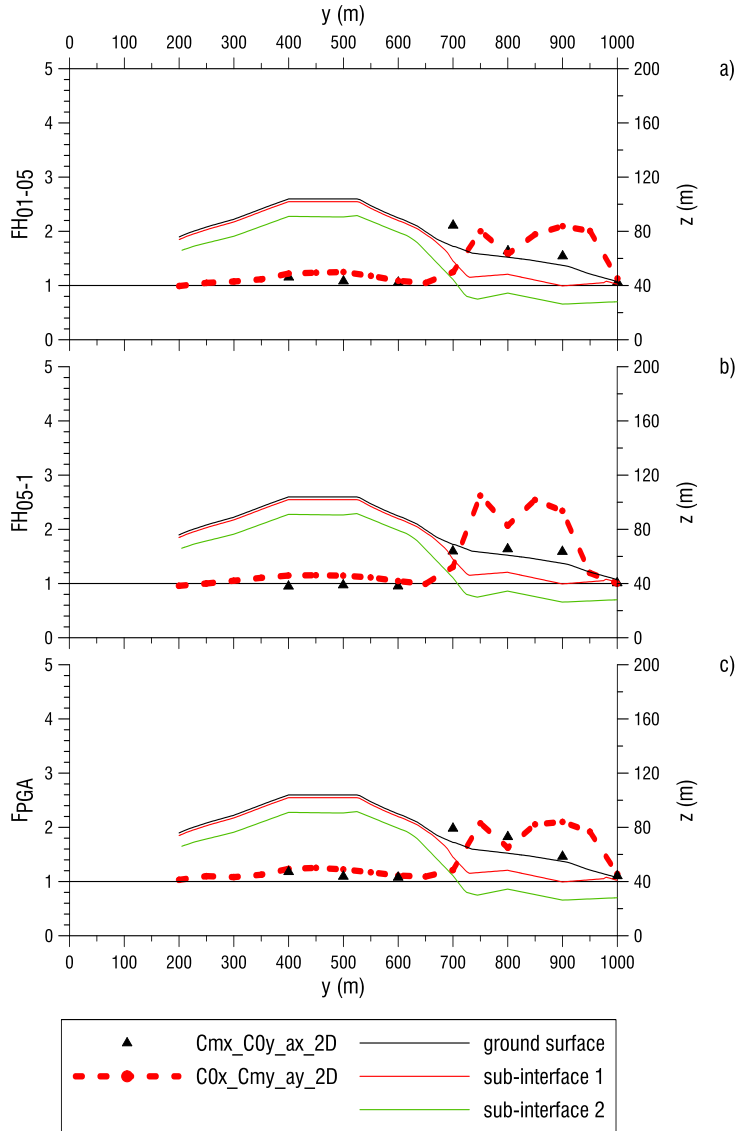 y (m)
0 100 200 300 400 500 600 700 800 900 1000
a)
5 4 3 2 1 0
FH01-05
200 160 120 80 40 0
z (m)
b)
5 4 3 2 1 0
FH05-1
200 160 120 80 40 0
z (m)
c)
5 4 3 2 1 0
FPGA
200 160 120 80 40 0
z (m)
0 100 200 300 400 500 600 700 800 900 1000
y (m)
Cmx_C0y_ax_2D
C0x_Cmy_ay_2D
ground surface
sub-interface 1
sub-interface 2